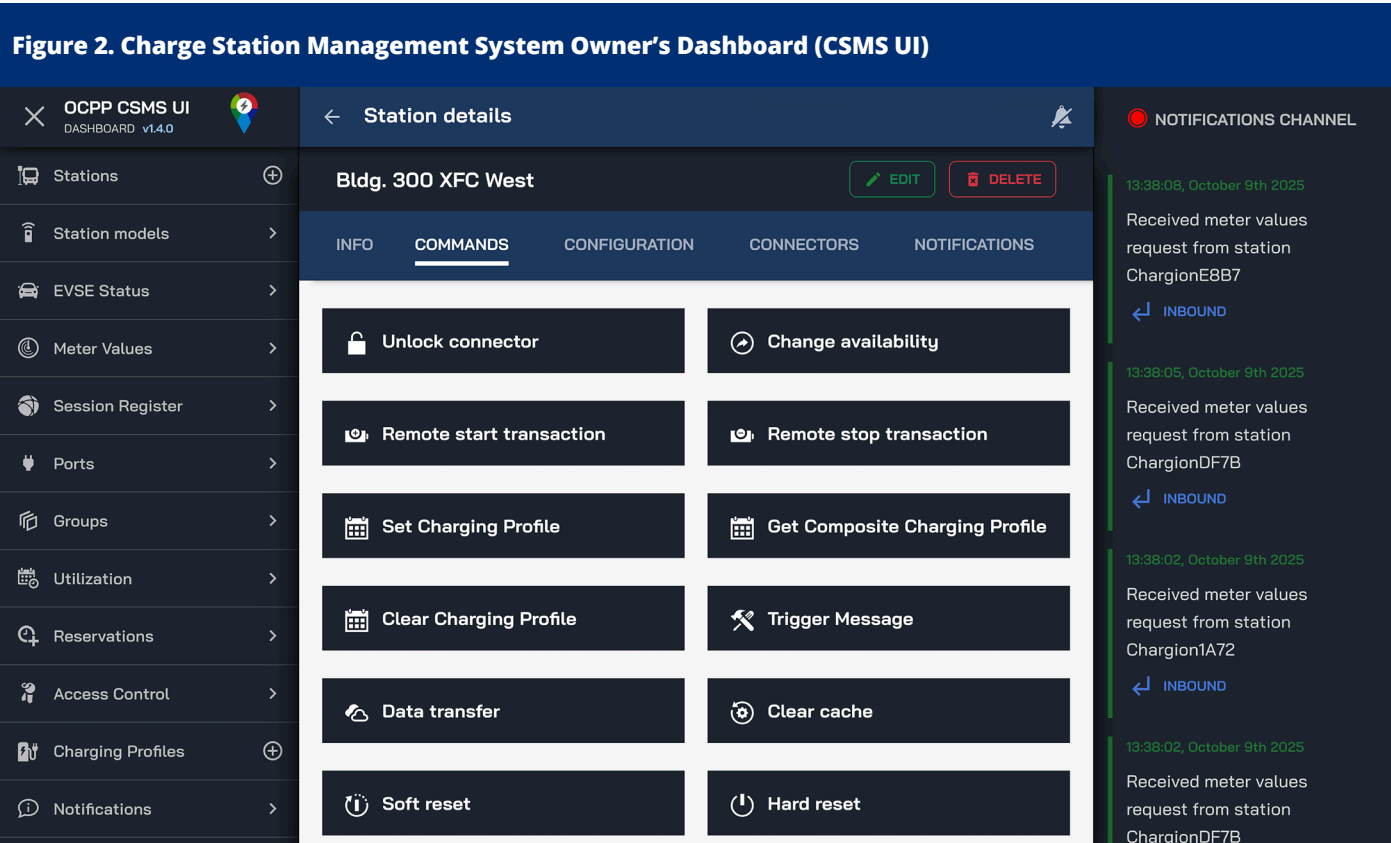 Figure 2. Charge Station Management System Owner’s Dashboard (CSMS UI)
OCPP CSMS UI
DASHBOARD v1.4.0
Stations
Station models
EVSE Status
Meter Values
Session Register
Ports
Groups
Utilization
Reservations
Access Control
Charging Profiles
Notifications
Station details
Bldg. 300 XFC West
EDIT
DELETE
INFO
COMMANDS
CONFIGURATION
CONNECTORS
NOTIFICATIONS
Unlock connector
Change availability
Remote start transaction
Remote stop transaction
Set Charging Profile
Get Composite Charging Profile
Clear Charging Profile
Trigger Message
Data transfer
Clear cache
Soft reset
Hard reset
NOTIFICATIONS CHANNEL
13:38:08, October 9th 2025
Received meter values
request from station
ChargionE8B7
INBOUND
13:38:05, October 9th 2025
Received meter values
request from station
ChargionDF7B
INBOUND
13:38:02, October 9th 2025
Received meter values
request from station
Chargion1A72
INBOUND
13:38:02, October 9th 2025
Received meter values
request from station
ChargionDF7B